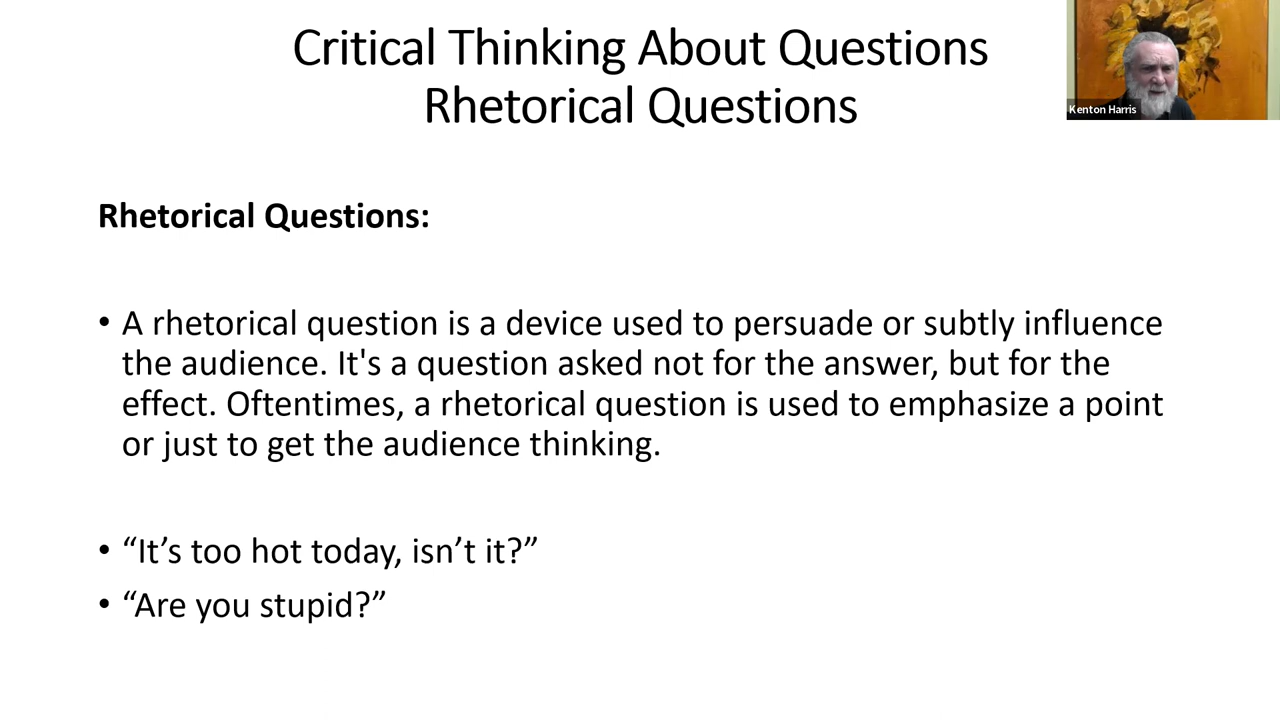 Critical Thinking About Questions
Rhetorical Questions
Kenton Harris
Rhetorical Questions:
• A rhetorical question is a device used to persuade or subtly influence
the audience. It's a question asked not for the answer, but for the
effect. Oftentimes, a rhetorical question is used to emphasize a point
or just to get the audience thinking.
• “It’s too hot today, isn’t it?”
• “Are you stupid?”